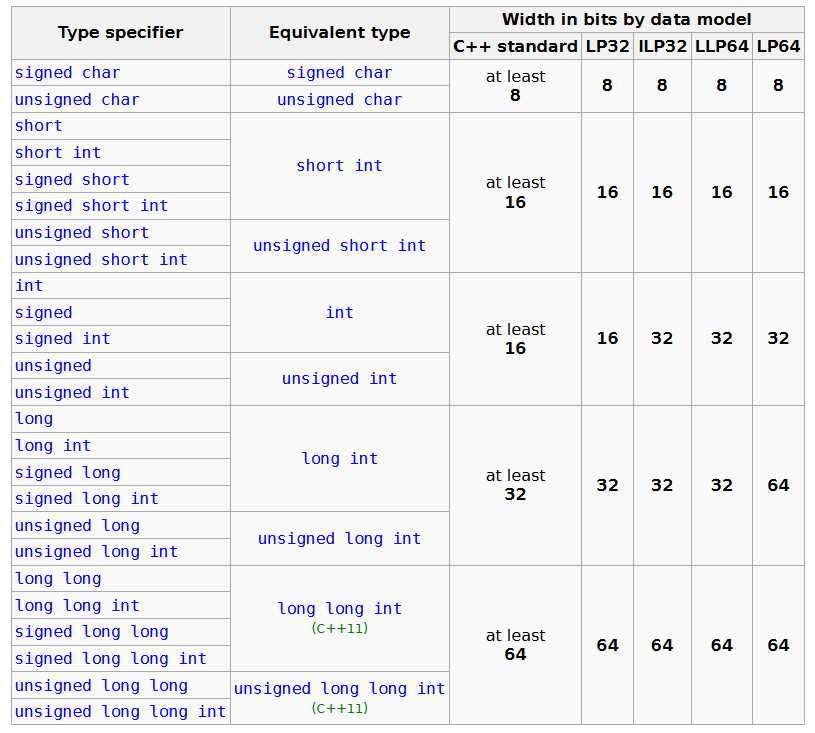 Type specifier Equivalent type Width in bits by data model
C++ standard LP32 ILP32 LLP64 LP64
signed char signed char at least 8 8 8 8 8
unsigned char unsigned char
short short int at least 16 16 16 16 16
short int
signed short
signed short int
unsigned short unsigned short int
unsigned short int
int int at least 16 16 32 32 32
signed
signed int
unsigned unsigned int
unsigned int
long long int at least 32 32 32 32 64
long int
signed long
signed long int
unsigned long unsigned long int
unsigned long int
long long long long int (C++11) at least 64 64 64 64 64
long long int
signed long long
signed long long int
unsigned long long unsigned long long int (C++11)
unsigned long long int